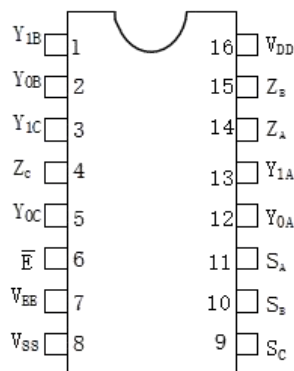 Y1B 1 16 VDD
Y0B 2 15 ZB
Y1C 3 14 ZA
ZC 4 13 Y1A
Y0C 5 12 Y0A
E̅ 6 11 SA
VEE 7 10 SB
VSS 8 9 SC